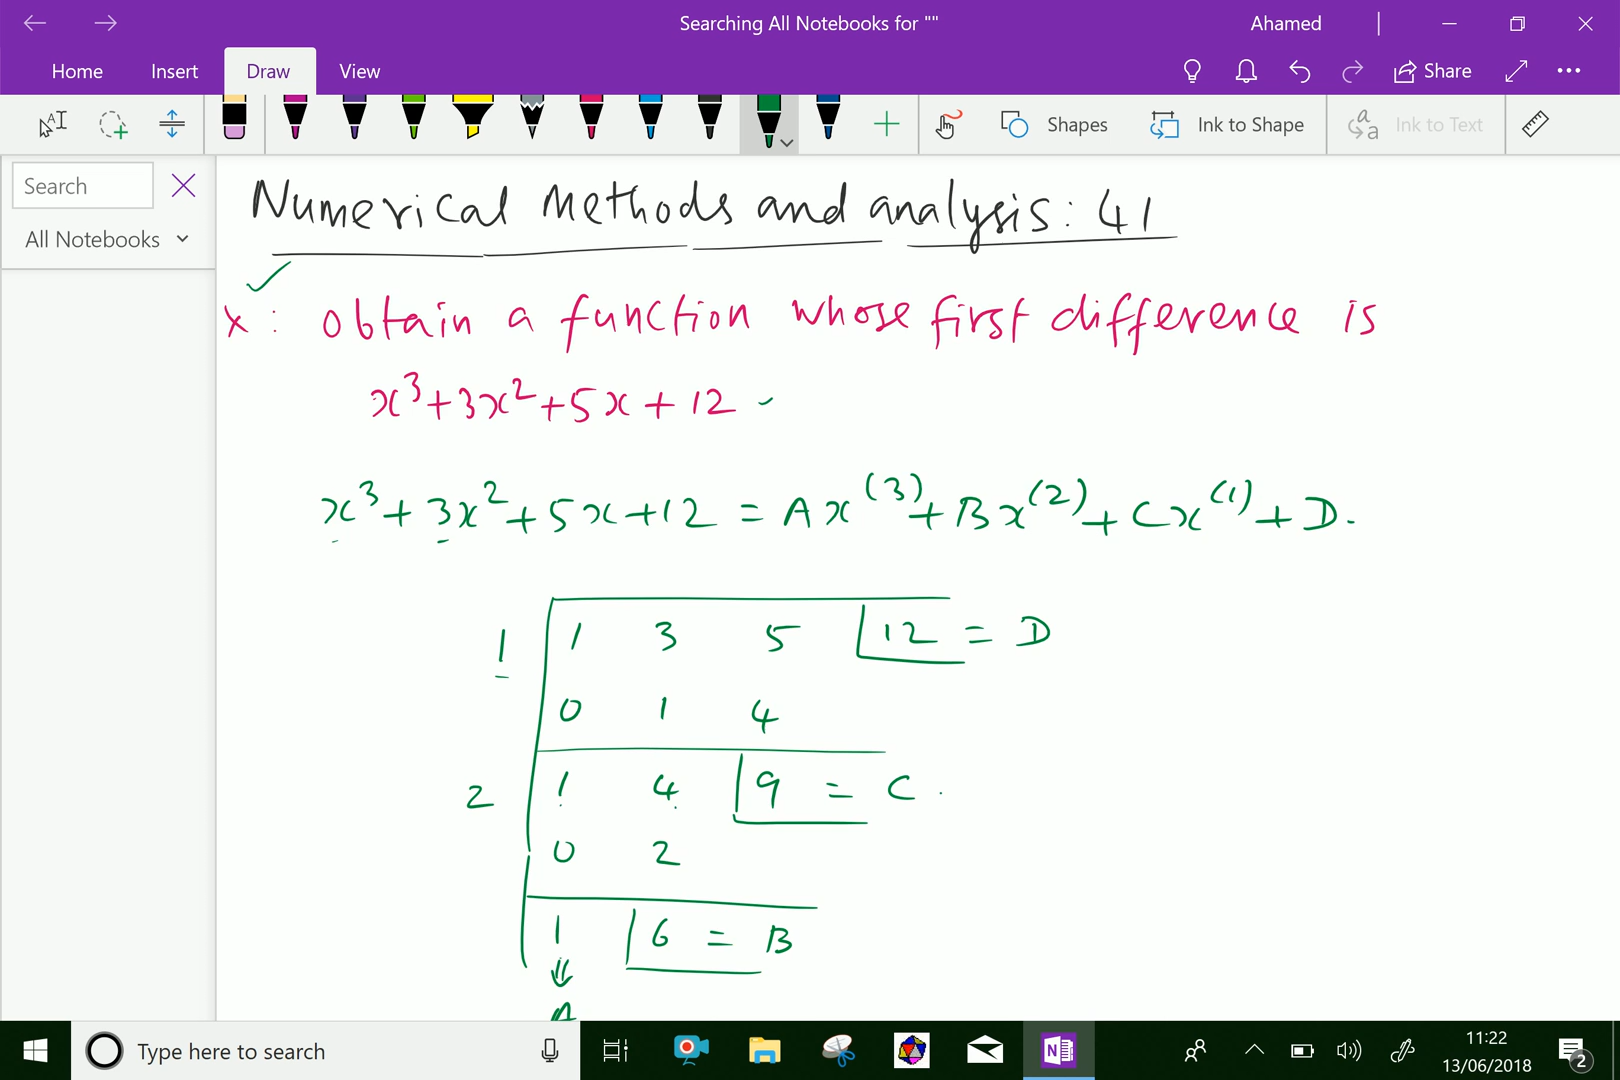 Searching All Notebooks for ""
Ahamed
Home Insert Draw View
Share
Shapes
Ink to Shape
Ink to Text
Search
All Notebooks
Numerical Methods and analysis: 41
x: obtain a function whose first difference is
x³+3x²+5x+12
x³+3x²+5x+12 = Ax⁽³⁾+Bx⁽²⁾+Cx⁽¹⁾+D.
1 1 3 5 12 = D
0 1 4
2 1 4 9 = C.
0 2
1 6 = B
A
Type here to search
11:22
13/06/2018
2